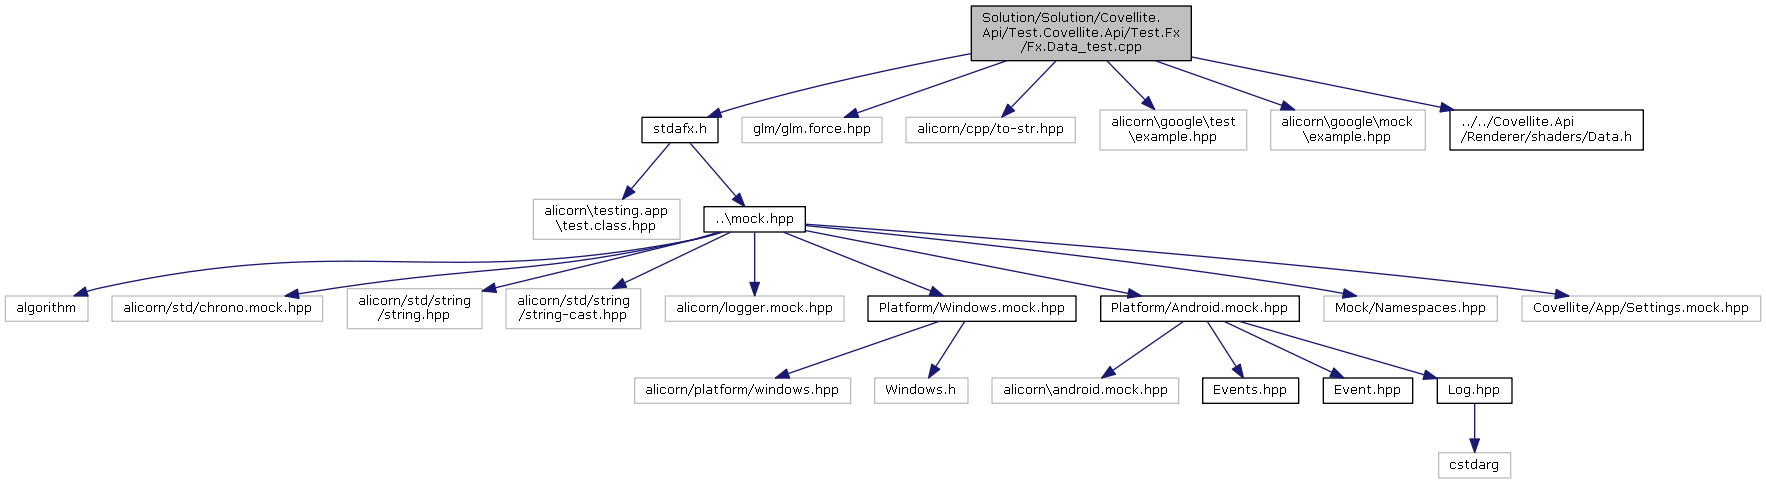 Solution/Solution/Covellite.
Api/Test.Covellite.Api/Test.Fx
/Fx.Data_test.cpp
stdafx.h
glm/glm.force.hpp
alicorn/cpp/to-str.hpp
alicorn\google\test
\example.hpp
alicorn\google\mock
\example.hpp
../../Covellite.Api
/Renderer/shaders/Data.h
alicorn\testing.app
\test.class.hpp
..\mock.hpp
algorithm
alicorn/std/chrono.mock.hpp
alicorn/std/string
/string.hpp
alicorn/std/string
/string-cast.hpp
alicorn/logger.mock.hpp
Platform/Windows.mock.hpp
Platform/Android.mock.hpp
Mock/Namespaces.hpp
Covellite/App/Settings.mock.hpp
alicorn/platform/windows.hpp
Windows.h
alicorn\android.mock.hpp
Events.hpp
Event.hpp
Log.hpp
cstdarg